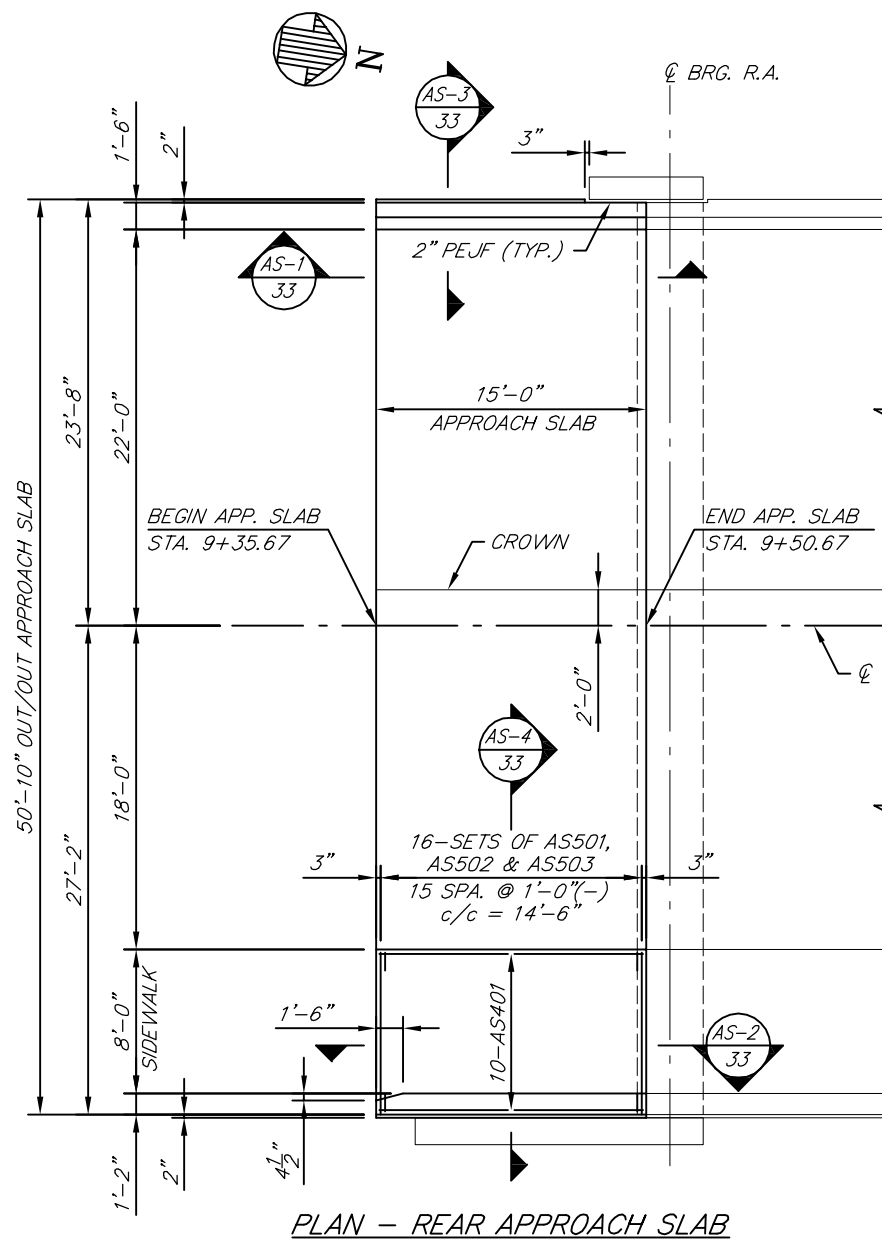 N
℄ BRG. R.A.
AS-3
33
1'-6"
2"
3"
2" PEJF (TYP.)
AS-1
33
15'-0"
APPROACH SLAB
23'-8"
22'-0"
50'-10" OUT/OUT APPROACH SLAB
BEGIN APP. SLAB
STA. 9+35.67
CROWN
END APP. SLAB
STA. 9+50.67
℄
2'-0"
AS-4
33
18'-0"
27'-2"
16-SETS OF AS501,
AS502 & AS503
15 SPA. @ 1'-0"(-)
c/c = 14'-6"
3"
3"
8'-0"
SIDEWALK
1'-6"
10-AS401
AS-2
33
1'-2"
2"
4½"
PLAN - REAR APPROACH SLAB